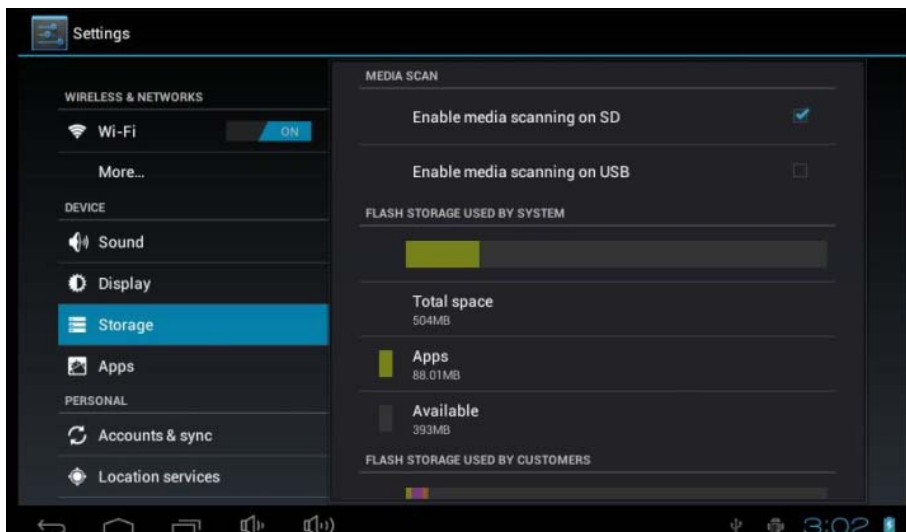 Settings
WIRELESS & NETWORKS
Wi-Fi
ON
More...
DEVICE
Sound
Display
Storage
Apps
PERSONAL
Accounts & sync
Location services
MEDIA SCAN
Enable media scanning on SD
Enable media scanning on USB
FLASH STORAGE USED BY SYSTEM
Total space
504MB
Apps
88.01MB
Available
393MB
FLASH STORAGE USED BY CUSTOMERS
3:02